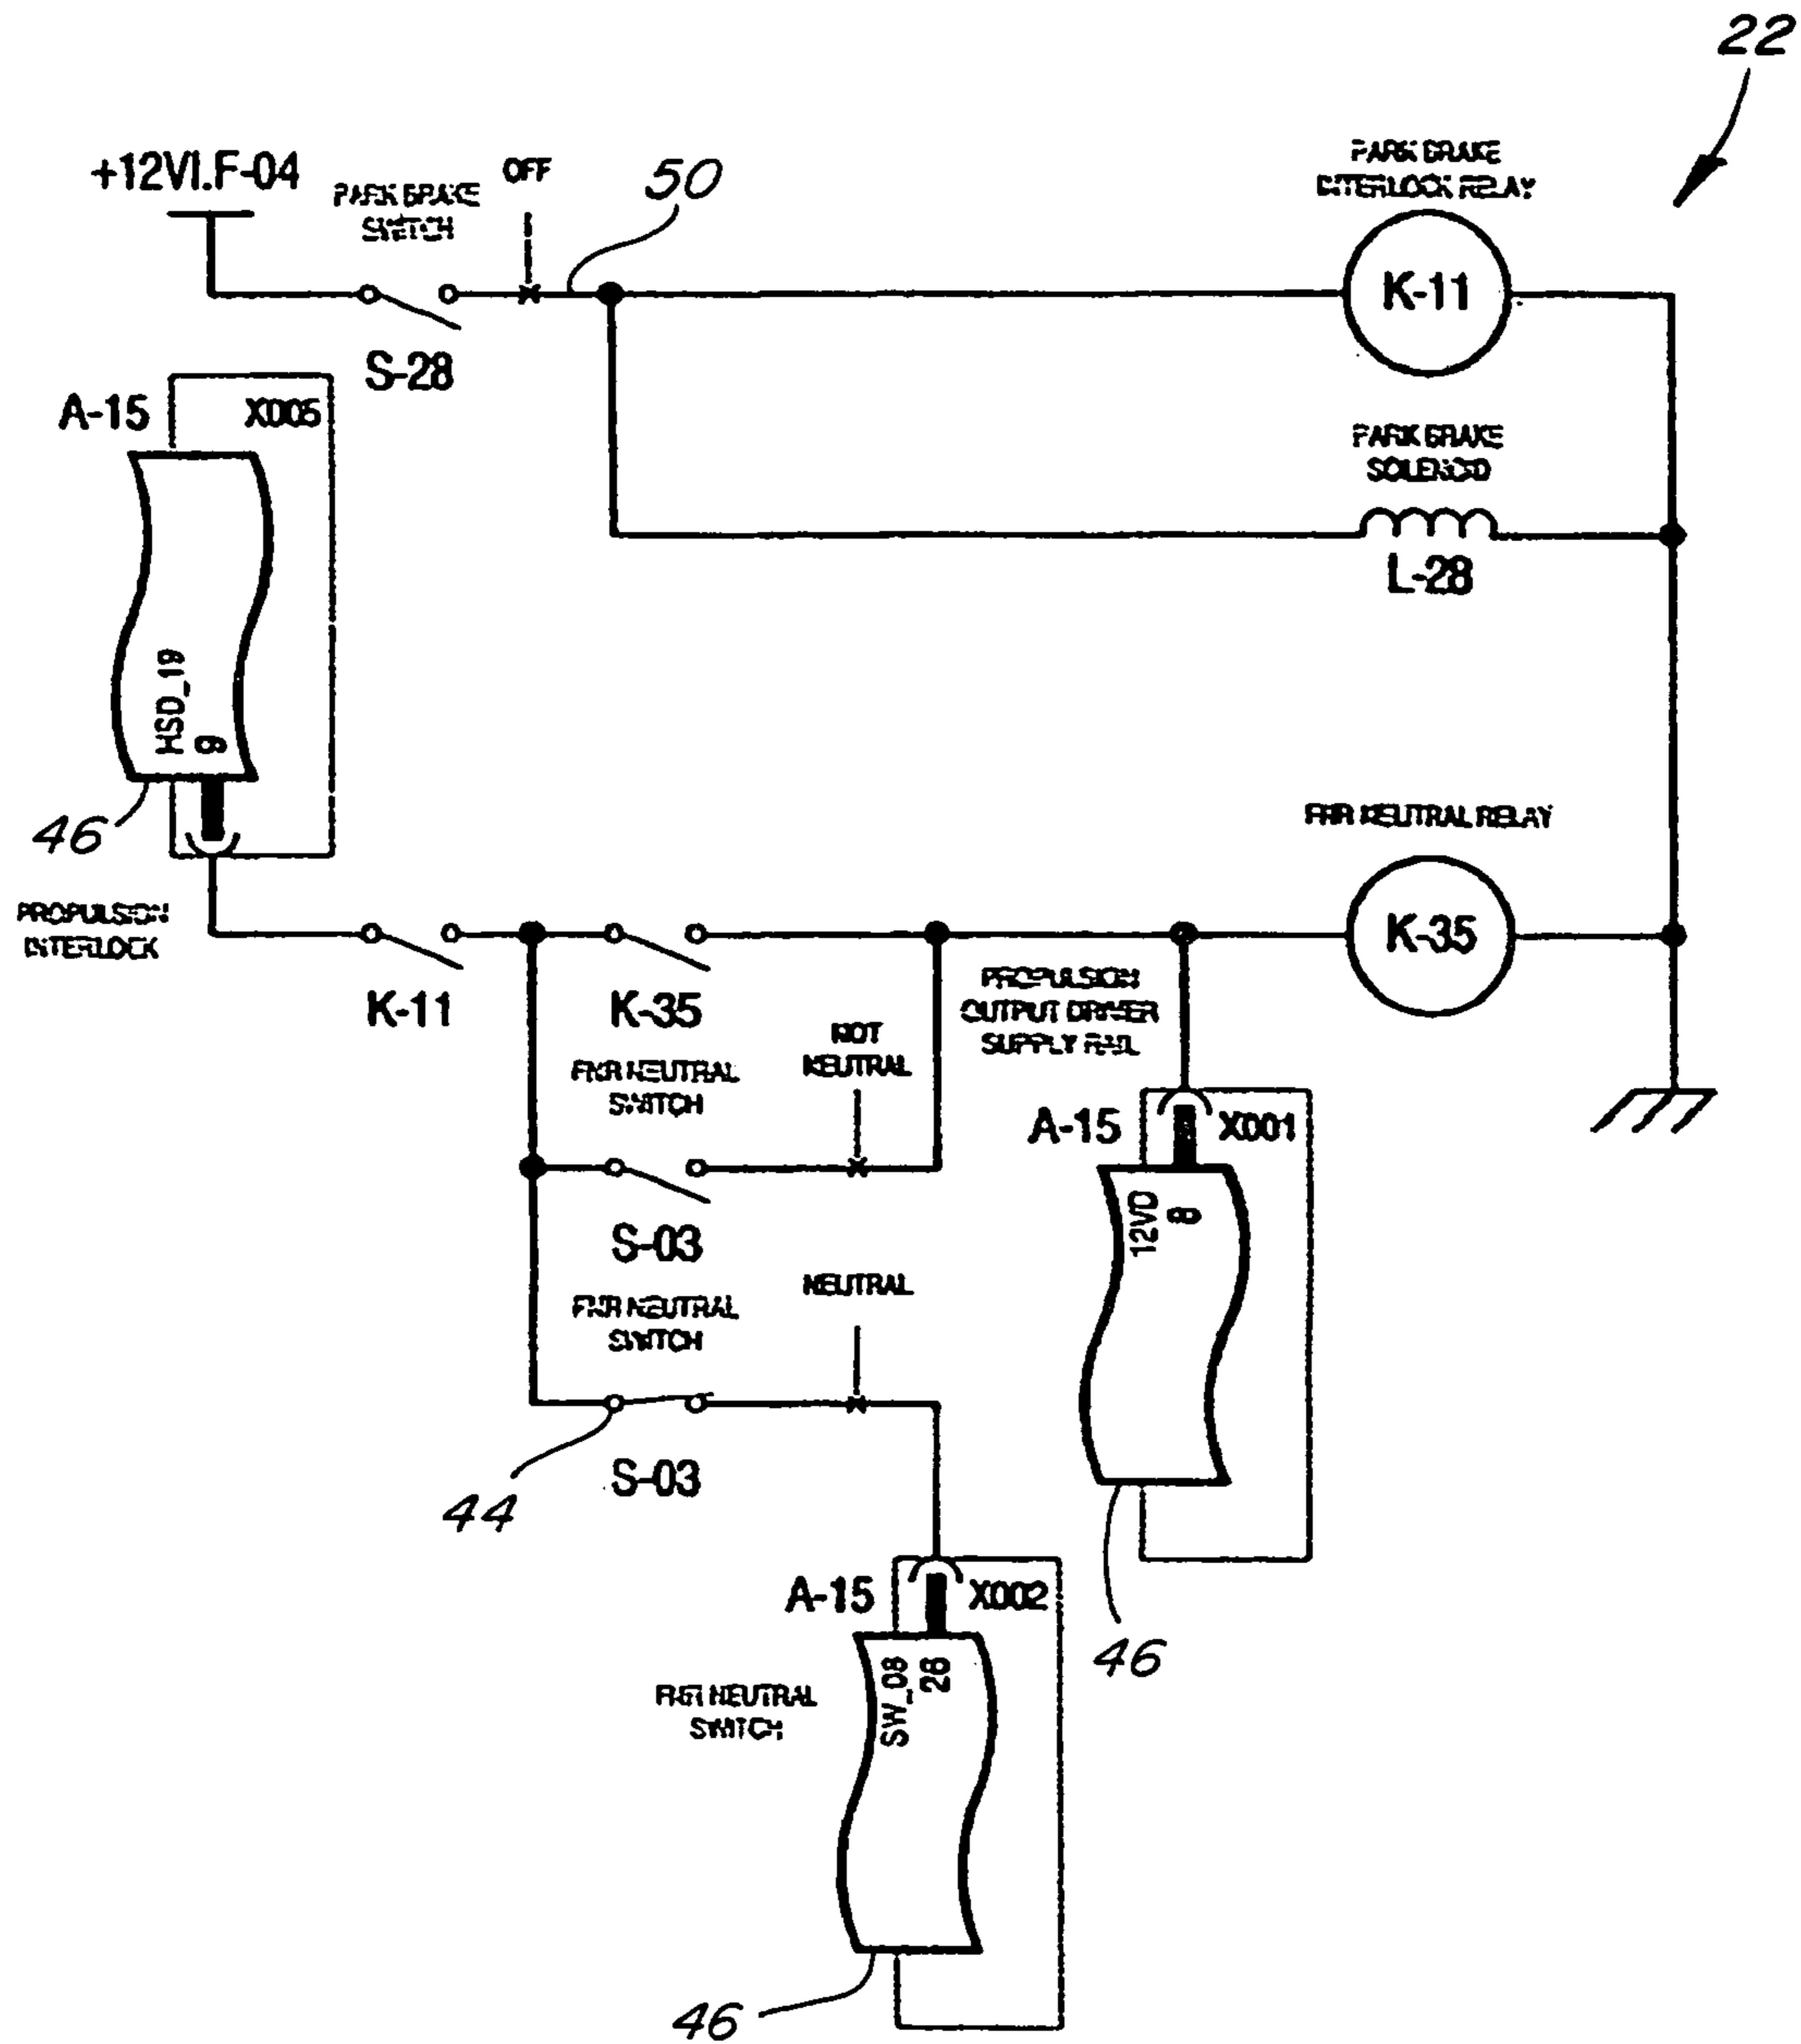 22
+12VI.F-04
PARK BRAKE
SWITCH
OFF
50
PARK BRAKE
INTERLOCK RELAY
K-11
S-28
A-15
X005
PARK BRAKE
SOLENOID
L-28
HSD_19
9
46
PROPULSION
INTERLOCK
K-11
K-35
FNR NEUTRAL RELAY
K-35
PROPULSION
OUTPUT DRIVER
SUPPLY RAIL
NOT
NEUTRAL
FNR NEUTRAL
SWITCH
S-03
A-15
X001
12VD
8
NEUTRAL
FNR NEUTRAL
SWITCH
44
S-03
46
A-15
X002
SW_08
26
FNR NEUTRAL
SWITCH
46